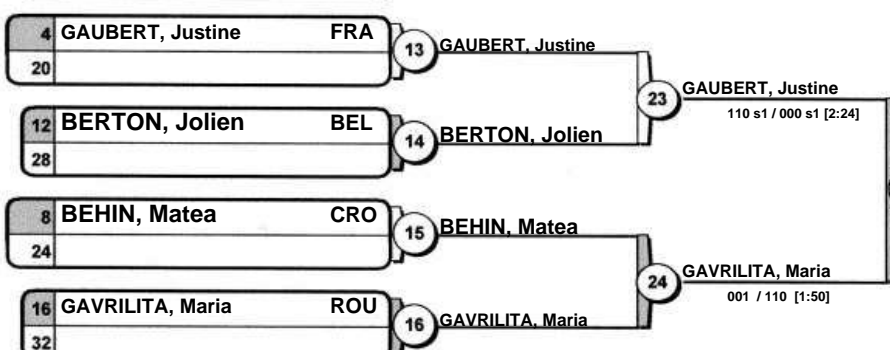 4 GAUBERT, Justine FRA
20
13 GAUBERT, Justine
12 BERTON, Jolien BEL
28
14 BERTON, Jolien
23 GAUBERT, Justine
110 s1 / 000 s1 [2:24]
8 BEHIN, Matea CRO
24
15 BEHIN, Matea
16 GAVRILITA, Maria ROU
32
16 GAVRILITA, Maria
24 GAVRILITA, Maria
001 / 110 [1:50]